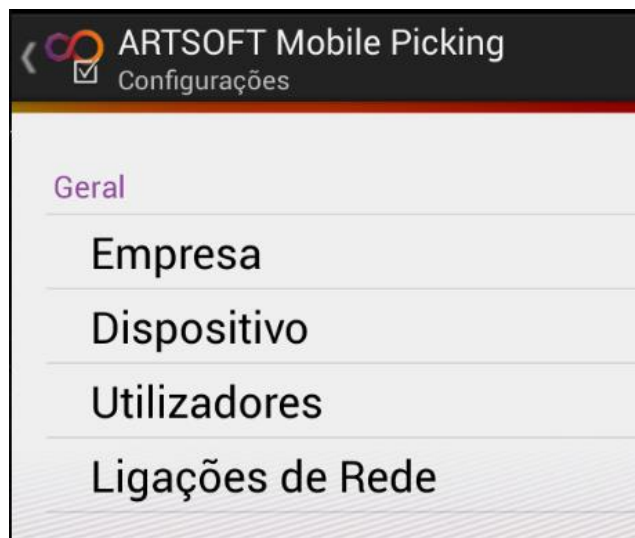 ARTSOFT Mobile Picking
Configurações
Geral
Empresa
Dispositivo
Utilizadores
Ligações de Rede